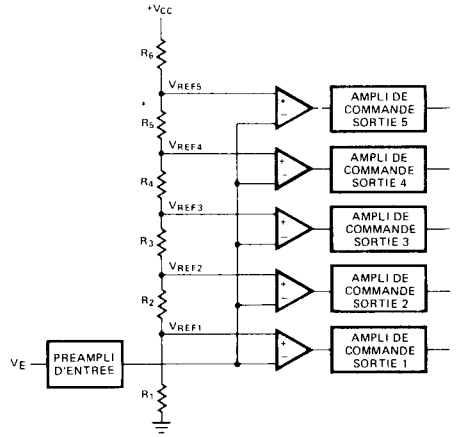 +VCC
R6
VREF5
+
−
AMPLI DE
COMMANDE
SORTIE 5
R5
VREF4
+
−
AMPLI DE
COMMANDE
SORTIE 4
R4
VREF3
+
−
AMPLI DE
COMMANDE
SORTIE 3
R3
VREF2
+
−
AMPLI DE
COMMANDE
SORTIE 2
R2
VREF1
+
−
AMPLI DE
COMMANDE
SORTIE 1
VE
PRÉAMPLI
D'ENTRÉE
R1